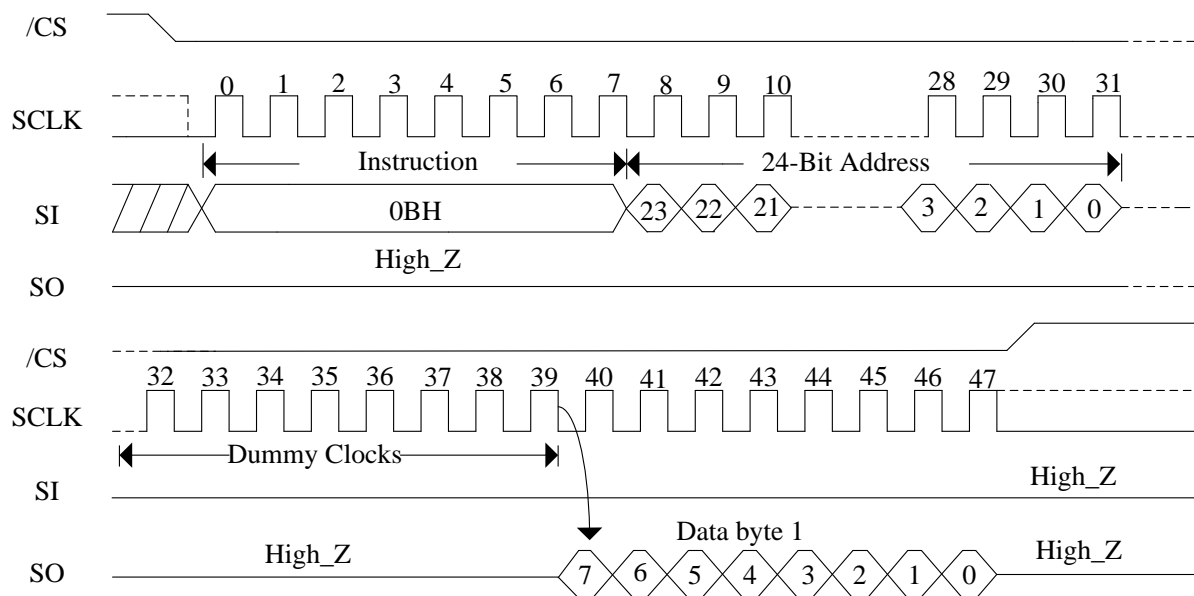 /CS
0 1 2 3 4 5 6 7 8 9 10 28 29 30 31
SCLK
Instruction 24-Bit Address
SI 0BH 23 22 21 3 2 1 0
High_Z
SO
/CS
32 33 34 35 36 37 38 39 40 41 42 43 44 45 46 47
SCLK
Dummy Clocks
SI High_Z
Data byte 1
SO High_Z 7 6 5 4 3 2 1 0 High_Z